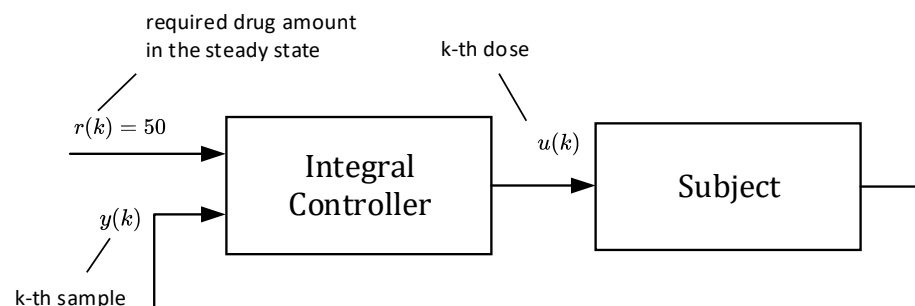 required drug amount
in the steady state
k-th dose
r(k) = 50
Integral
Controller
u(k)
Subject
y(k)
k-th sample